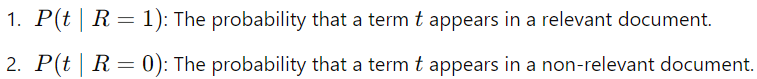 1. P(t | R = 1): The probability that a term t appears in a relevant document.
2. P(t | R = 0): The probability that a term t appears in a non-relevant document.